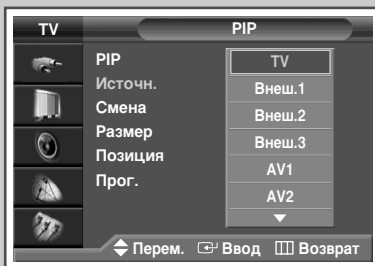 TV PIP
PIP
Источн.
Смена
Размер
Позиция
Прог.
TV
Внеш.1
Внеш.2
Внеш.3
AV1
AV2
Перем. Ввод Возврат